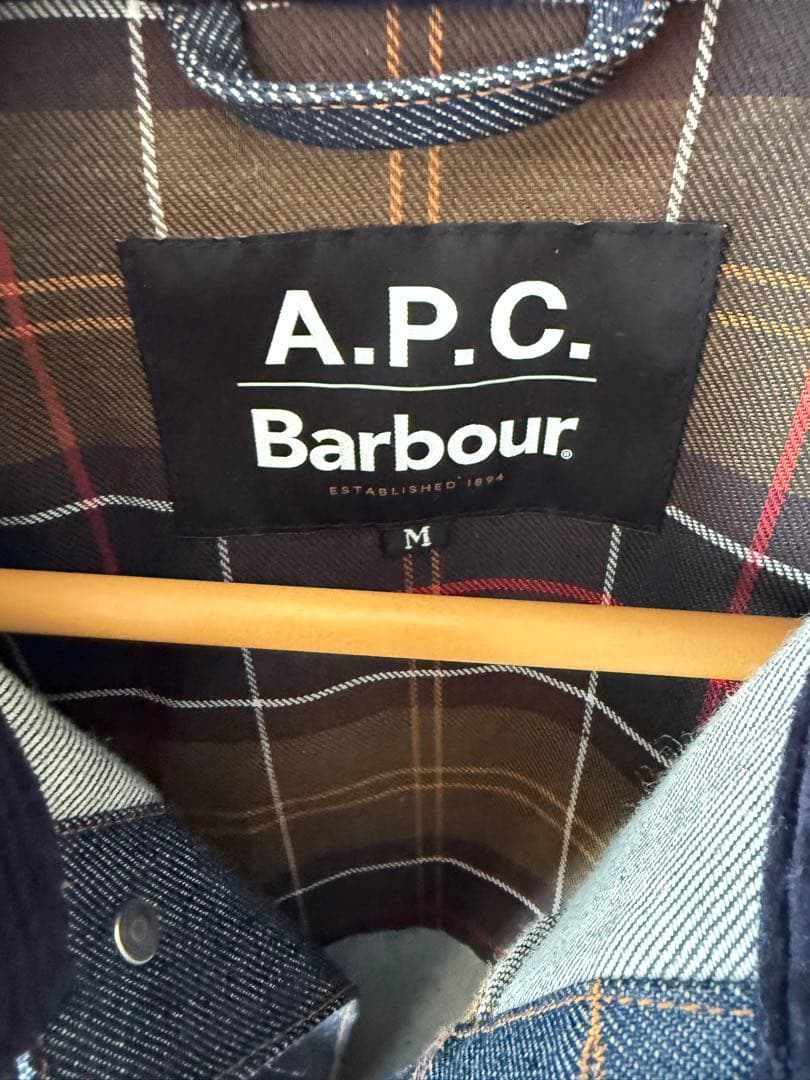 A.P.C.
Barbour®
ESTABLISHED 1894
M